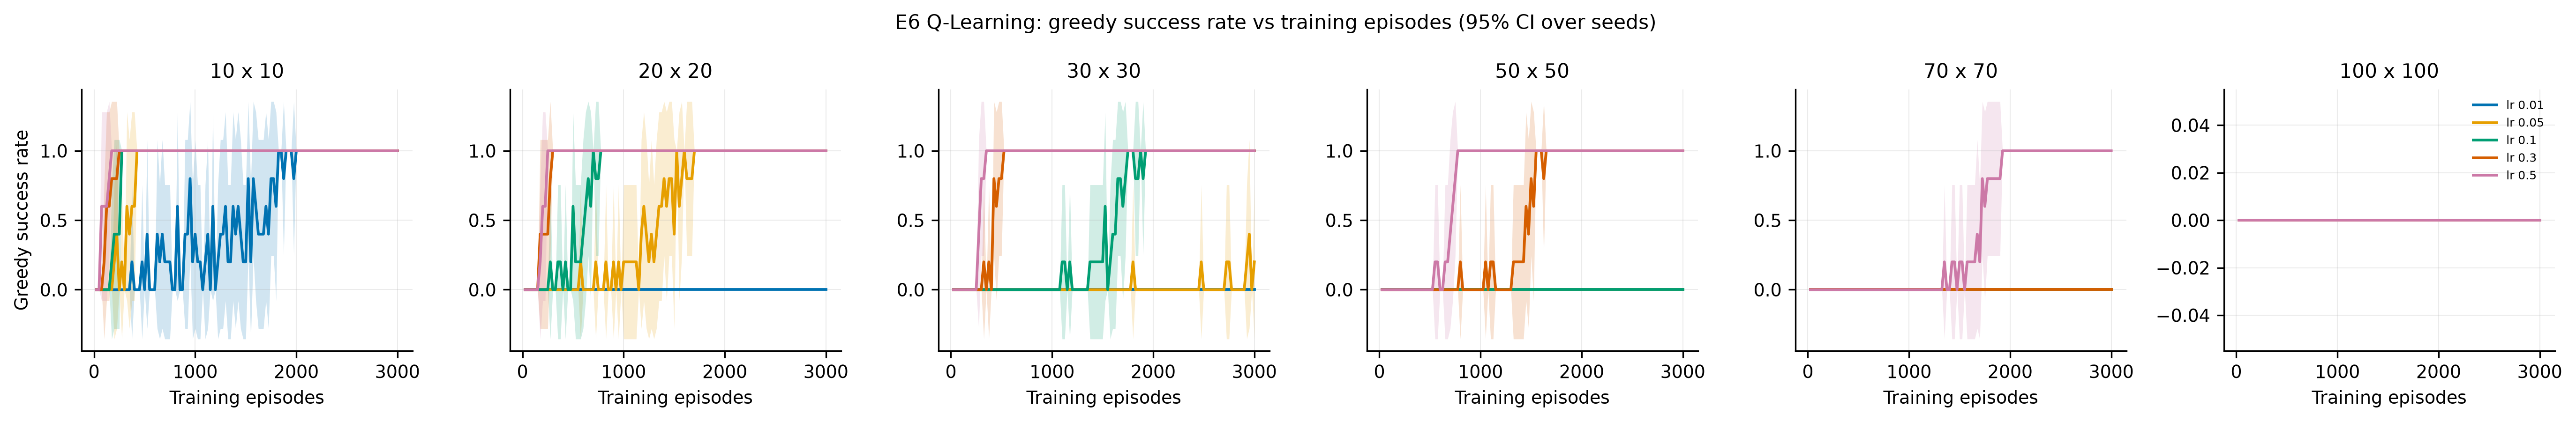 E6 Q-Learning: greedy success rate vs training episodes (95% CI over seeds)
10 x 10
20 x 20
30 x 30
50 x 50
70 x 70
100 x 100
Greedy success rate
1.0
0.5
0.0
0 1000 2000 3000
Training episodes
1.0
0.5
0.0
0 1000 2000 3000
Training episodes
1.0
0.5
0.0
0 1000 2000 3000
Training episodes
1.0
0.5
0.0
0 1000 2000 3000
Training episodes
1.0
0.5
0.0
0 1000 2000 3000
Training episodes
0.04
0.02
0.00
−0.02
−0.04
lr 0.01
lr 0.05
lr 0.1
lr 0.3
lr 0.5
0 1000 2000 3000
Training episodes